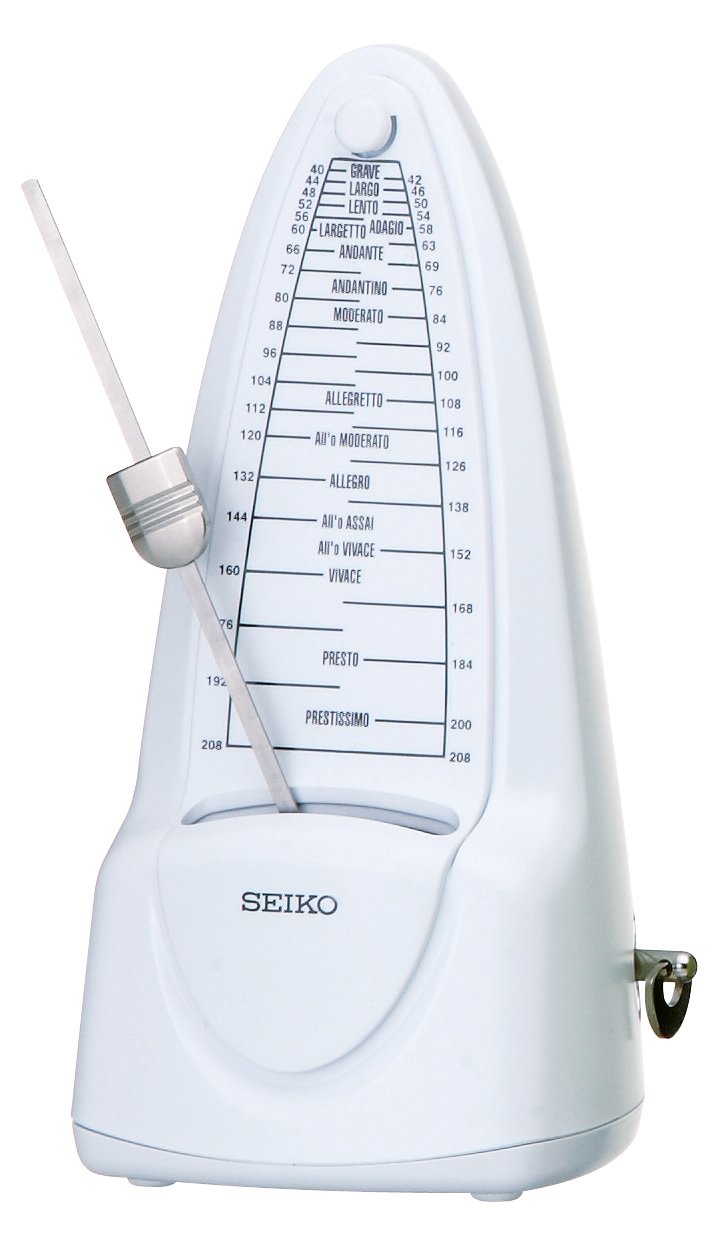 40 GRAVE 42
44 LARGO 46
48 LENTO 50
52 54
56 ADAGIO 58
60 LARGETTO 63
66 ANDANTE 69
72 ANDANTINO 76
80 MODERATO 84
88 92
96 100
104 ALLEGRETTO 108
112 116
120 All'o MODERATO 126
132 ALLEGRO 138
144 All'o ASSAI
All'o VIVACE 152
160 VIVACE
168
76
PRESTO 184
192
PRESTISSIMO 200
208 208
SEIKO